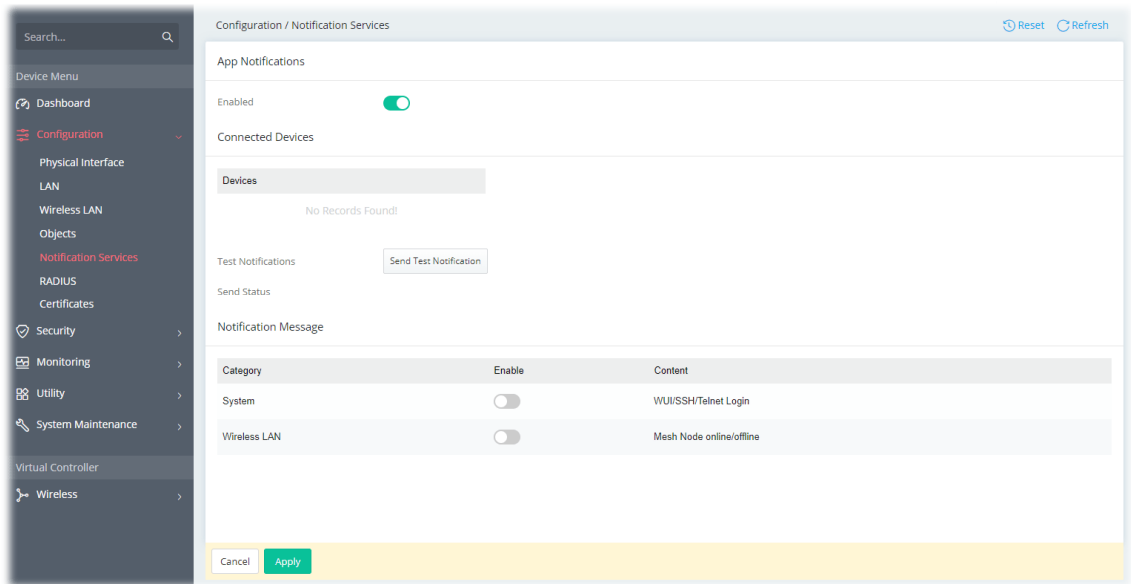 Search...
Device Menu
Dashboard
Configuration
Physical Interface
LAN
Wireless LAN
Objects
Notification Services
RADIUS
Certificates
Security
Monitoring
Utility
System Maintenance
Virtual Controller
Wireless
Configuration / Notification Services
Reset Refresh
App Notifications
Enabled
Connected Devices
Devices
No Records Found!
Test Notifications Send Test Notification
Send Status
Notification Message
Category Enable Content
System WUI/SSH/Telnet Login
Wireless LAN Mesh Node online/offline
Cancel Apply